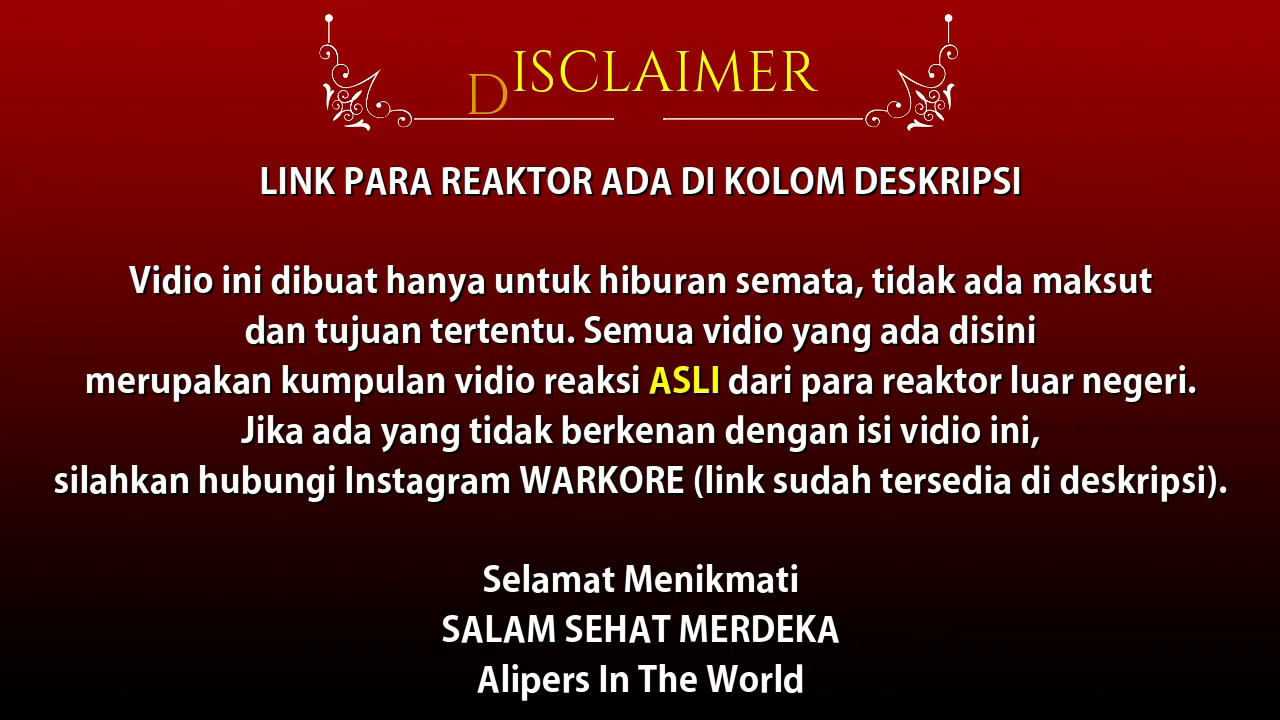 DISCLAIMER
LINK PARA REAKTOR ADA DI KOLOM DESKRIPSI
Vidio ini dibuat hanya untuk hiburan semata, tidak ada maksut
dan tujuan tertentu. Semua vidio yang ada disini
merupakan kumpulan vidio reaksi ASLI dari para reaktor luar negeri.
Jika ada yang tidak berkenan dengan isi vidio ini,
silahkan hubungi Instagram WARKORE (link sudah tersedia di deskripsi).
Selamat Menikmati
SALAM SEHAT MERDEKA
Alipers In The World